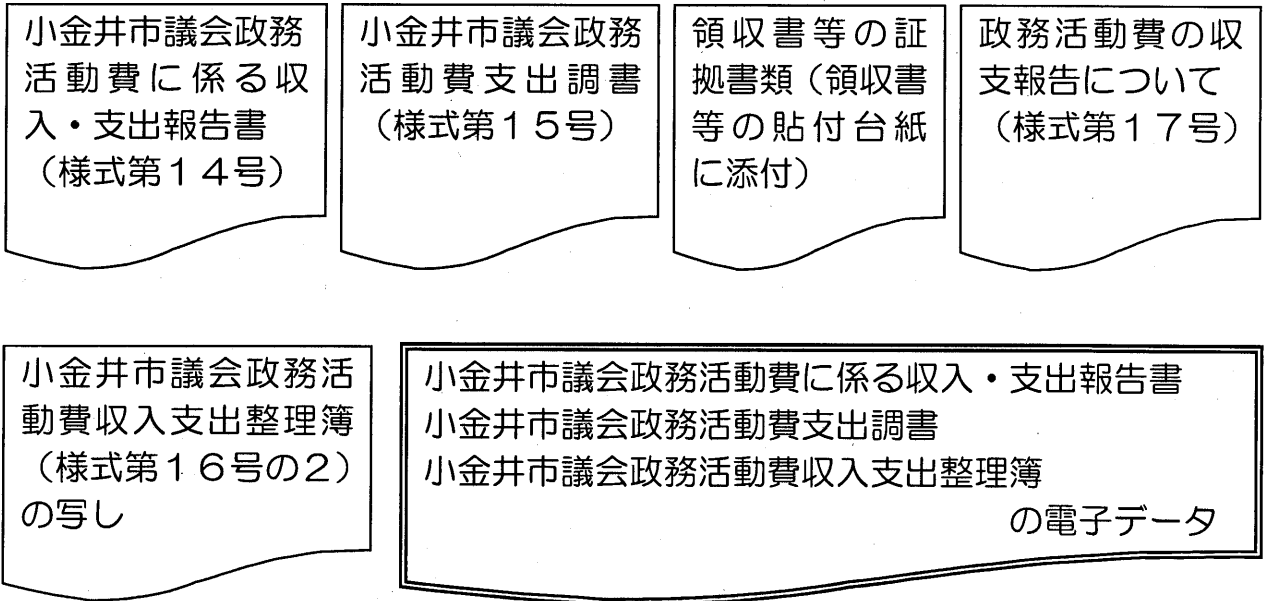 小金井市議会政務
活動費に係る収
入・支出報告書
（様式第１４号）
小金井市議会政務
活動費支出調書
（様式第１５号）
領収書等の証
拠書類（領収書
等の貼付台紙
に添付）
政務活動費の収
支報告について
（様式第１７号）
小金井市議会政務活
動費収入支出整理簿
（様式第１６号の２）
の写し
小金井市議会政務活動費に係る収入・支出報告書
小金井市議会政務活動費支出調書
小金井市議会政務活動費収入支出整理簿
の電子データ